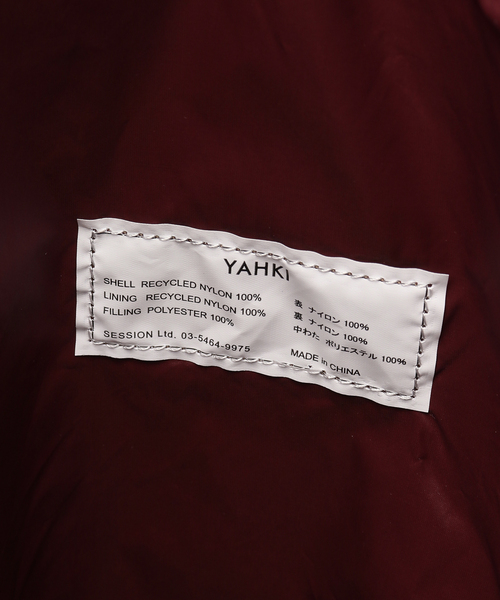 YAHKI
SHELL RECYCLED NYLON 100%
LINING RECYCLED NYLON 100%
FILLING POLYESTER 100%
SESSION Ltd. 03-5464-9975
表 ナイロン 100%
裏 ナイロン 100%
中わた ポリエステル 100%
MADE in CHINA